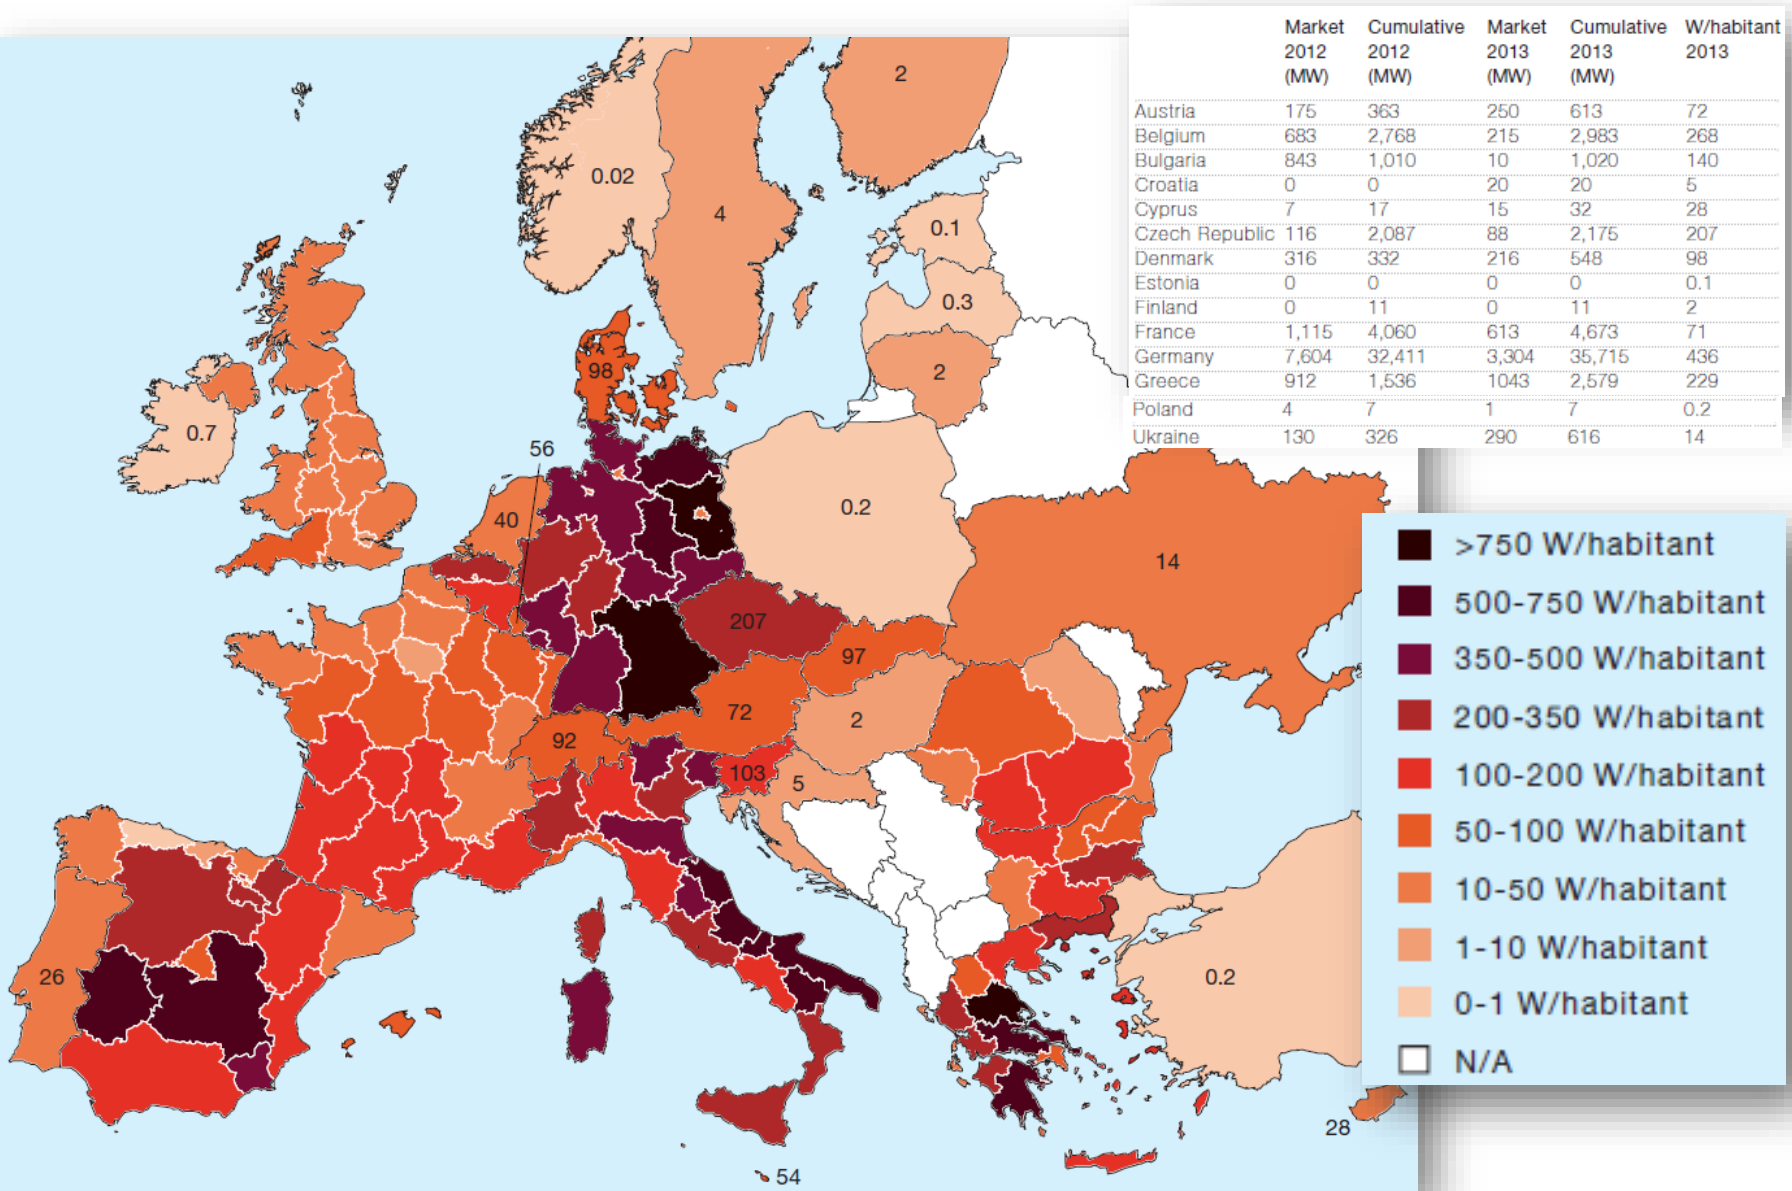 Market Cumulative Market Cumulative W/habitant
2012 2012 2013 2013 2013
(MW) (MW) (MW) (MW)
Austria 175 363 250 613 72
Belgium 683 2,768 215 2,983 268
Bulgaria 843 1,010 10 1,020 140
Croatia 0 0 20 20 5
Cyprus 7 17 15 32 28
Czech Republic 116 2,087 88 2,175 207
Denmark 316 332 216 548 98
Estonia 0 0 0 0 0.1
Finland 0 11 0 11 2
France 1,115 4,060 613 4,673 71
Germany 7,604 32,411 3,304 35,715 436
Greece 912 1,536 1043 2,579 229
Poland 4 7 1 7 0.2
Ukraine 130 326 290 616 14
2
0.02
4
0.1
0.3
98
2
0.7
56
0.2
40
14
207
97
72
2
92
103
5
26
0.2
28
54
>750 W/habitant
500-750 W/habitant
350-500 W/habitant
200-350 W/habitant
100-200 W/habitant
50-100 W/habitant
10-50 W/habitant
1-10 W/habitant
0-1 W/habitant
N/A